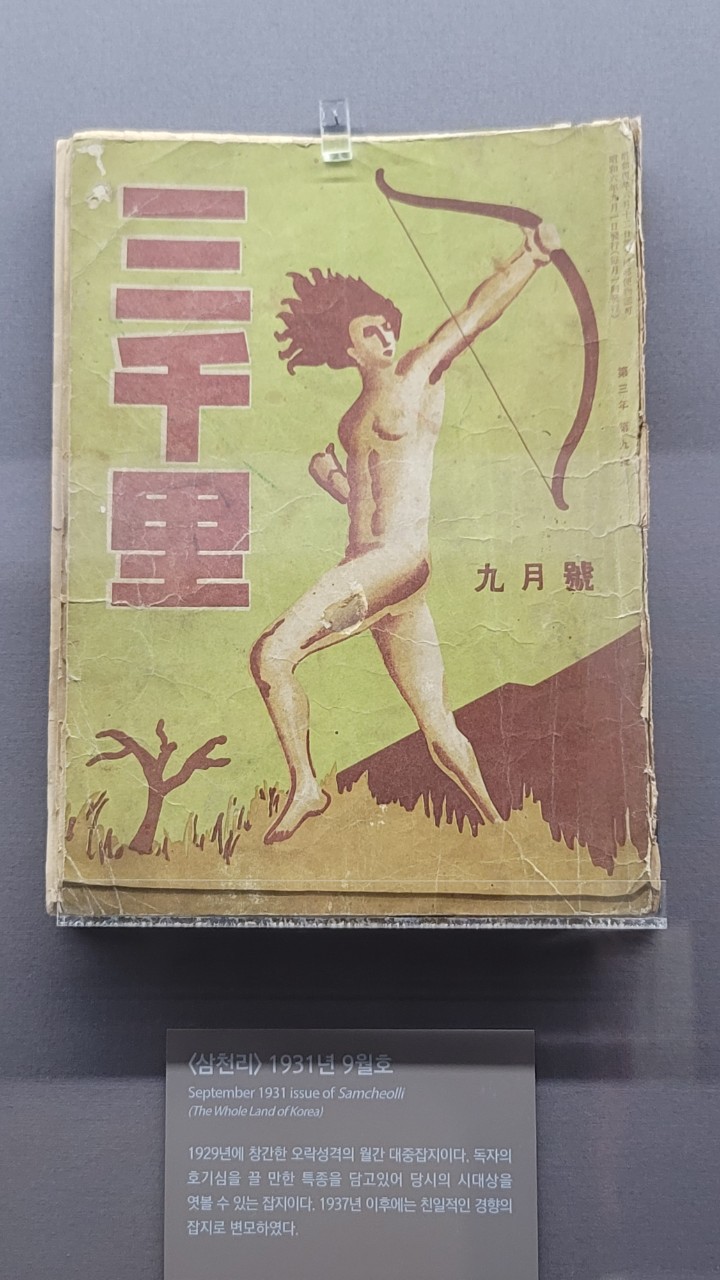 三千里
九月號
第三年 第九號
〈삼천리〉 1931년 9월호
September 1931 issue of Samcheolli
(The Whole Land of Korea)
1929년에 창간한 오락성격의 월간 대중잡지이다. 독자의
호기심을 끌 만한 특종을 담고있어 당시의 시대상을
엿볼 수 있는 잡지이다. 1937년 이후에는 친일적인 경향의
잡지로 변모하였다.